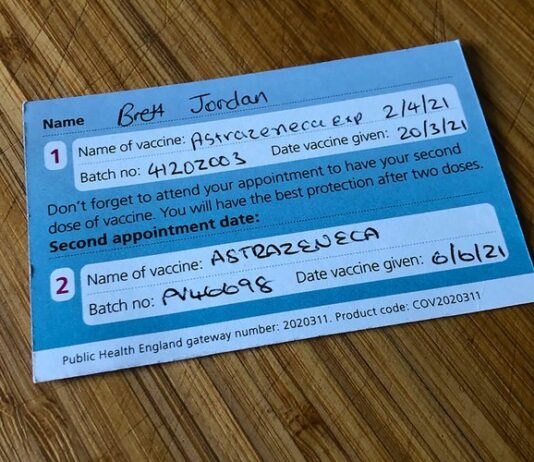 Name Brett Jordan
1 Name of vaccine: Astrazeneca exp 2/4/21
Batch no: 41202003 Date vaccine given: 20/3/21
Don't forget to attend your appointment to have your second
dose of vaccine. You will have the best protection after two doses.
Second appointment date:
2 Name of vaccine: ASTRAZENECA
Batch no: PV46698 Date vaccine given: 6/6/21
Public Health England gateway number: 2020311. Product code: COV2020311